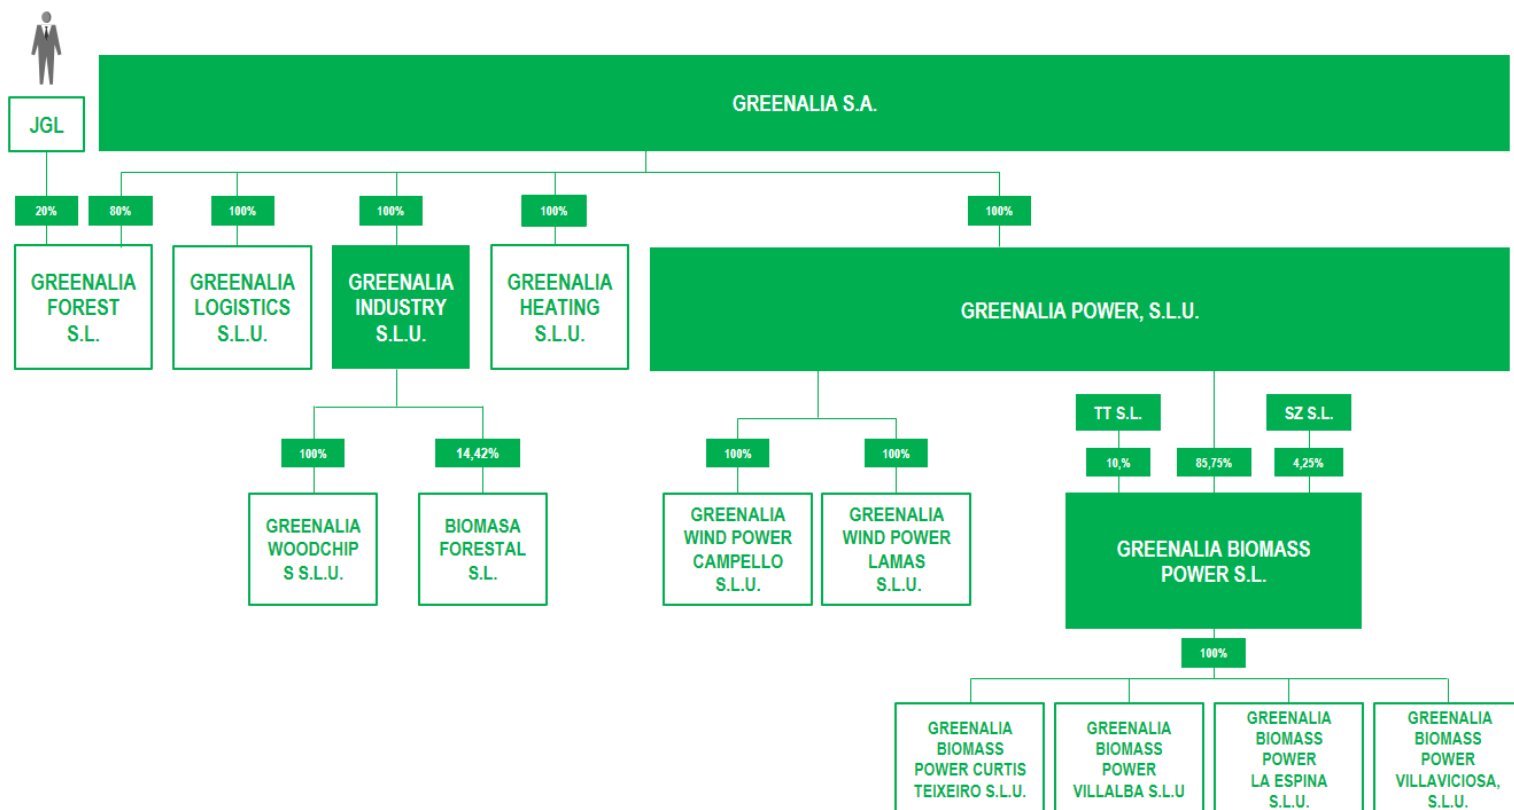 GREENALIA S.A.
JGL
20%
80%
100%
100%
100%
100%
GREENALIA
FOREST
S.L.
GREENALIA
LOGISTICS
S.L.U.
GREENALIA
INDUSTRY
S.L.U.
GREENALIA
HEATING
S.L.U.
GREENALIA POWER, S.L.U.
TT S.L.
SZ S.L.
100%
14,42%
100%
100%
10,%
85,75%
4,25%
GREENALIA
WOODCHIP
S S.L.U.
BIOMASA
FORESTAL
S.L.
GREENALIA
WIND POWER
CAMPELLO
S.L.U.
GREENALIA
WIND POWER
LAMAS
S.L.U.
GREENALIA BIOMASS
POWER S.L.
100%
GREENALIA
BIOMASS
POWER CURTIS
TEIXEIRO S.L.U.
GREENALIA
BIOMASS
POWER
VILLALBA S.L.U
GREENALIA
BIOMASS
POWER
LA ESPINA
S.L.U.
GREENALIA
BIOMASS
POWER
VILLAVICIOSA,
S.L.U.